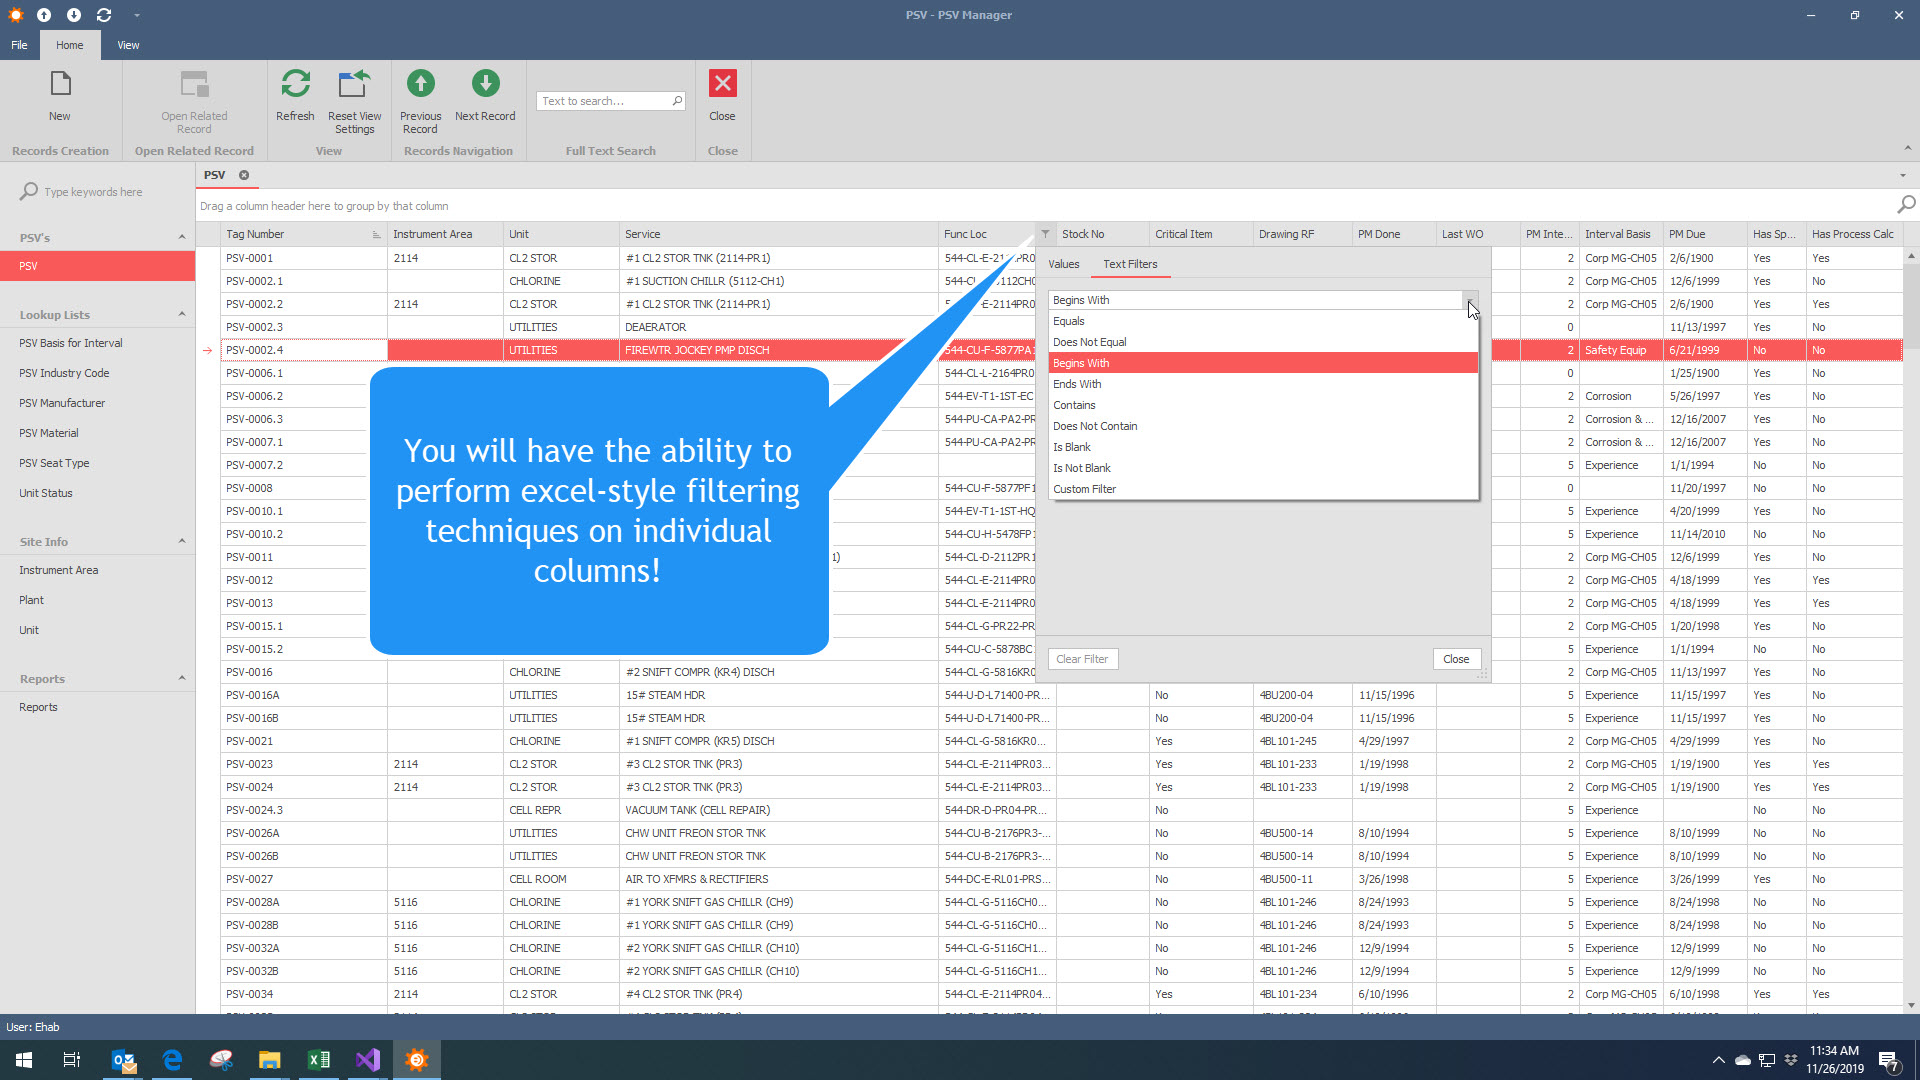 PSV - PSV Manager
File Home View
New
Open Related Record
Refresh
Reset View Settings
Previous Record
Next Record
Text to search...
Close
Records Creation
Open Related Record
View
Records Navigation
Full Text Search
Close
Type keywords here
PSV's
PSV
Lookup Lists
PSV Basis for Interval
PSV Industry Code
PSV Manufacturer
PSV Material
PSV Seat Type
Unit Status
Site Info
Instrument Area
Plant
Unit
Reports
Reports
PSV
Drag a column header here to group by that column
Tag Number Instrument Area Unit Service Func Loc Stock No Critical Item Drawing RF PM Done Last WO PM Inte... Interval Basis PM Due Has Sp... Has Process Calc
PSV-0001 2114 CL2 STOR #1 CL2 STOR TNK (2114-PR1) 2 Corp MG-CH05 2/6/1900 Yes Yes
PSV-0002.1 CHLORINE #1 SUCTION CHILLR (5112-CH1) 2 Corp MG-CH05 12/6/1999 Yes No
PSV-0002.2 2114 CL2 STOR #1 CL2 STOR TNK (2114-PR1) 2 Corp MG-CH05 2/6/1900 Yes Yes
PSV-0002.3 UTILITIES DEAERATOR 0 11/13/1997 Yes No
PSV-0002.4 UTILITIES FIREWTR JOCKEY PMP DISCH 544-CU-F-5877PA1 2 Safety Equip 6/21/1999 No No
PSV-0006.1 544-CL-L-2164PR0 0 1/25/1900 Yes No
PSV-0006.2 544-EV-T1-1ST-EC 2 Corrosion 5/26/1997 Yes No
PSV-0006.3 544-PU-CA-PA2-PR 2 Corrosion & ... 12/16/2007 Yes No
PSV-0007.1 544-PU-CA-PA2-PR 2 Corrosion & ... 12/16/2007 Yes No
PSV-0007.2 5 Experience 1/1/1994 No No
PSV-0008 544-CU-F-5877PF1 0 11/20/1997 No No
PSV-0010.1 544-EV-T1-1ST-HQ 5 Experience 4/20/1999 Yes No
PSV-0010.2 544-CU-H-5478FP1 5 Experience 11/14/2010 No No
PSV-0011 1) 544-CL-D-2112PR1 2 Corp MG-CH05 12/6/1999 Yes No
PSV-0012 544-CL-E-2114PR0 2 Corp MG-CH05 4/18/1999 Yes Yes
PSV-0013 544-CL-E-2114PR0 2 Corp MG-CH05 4/18/1999 Yes Yes
PSV-0015.1 544-CL-G-PR22-PR 2 Corp MG-CH05 1/20/1998 Yes No
PSV-0015.2 544-CU-C-5878BC 5 Experience 1/1/1994 No No
PSV-0016 CHLORINE #2 SNIFT COMPR (KR4) DISCH 544-CL-G-5816KR0 2 Corp MG-CH05 11/13/1997 Yes No
PSV-0016A UTILITIES 15# STEAM HDR 544-U-D-L71400-PR... No 4BU200-04 11/15/1996 5 Experience 11/15/1997 Yes No
PSV-0016B UTILITIES 15# STEAM HDR 544-U-D-L71400-PR... No 4BU200-04 11/15/1996 5 Experience 11/15/1997 Yes No
PSV-0021 CHLORINE #1 SNIFT COMPR (KR5) DISCH 544-CL-G-5816KR0... Yes 4BL101-245 4/29/1997 2 Corp MG-CH05 4/29/1999 Yes No
PSV-0023 2114 CL2 STOR #3 CL2 STOR TNK (PR3) 544-CL-E-2114PR03... Yes 4BL101-233 1/19/1998 2 Corp MG-CH05 1/19/1900 Yes Yes
PSV-0024 2114 CL2 STOR #3 CL2 STOR TNK (PR3) 544-CL-E-2114PR03... Yes 4BL101-233 1/19/1998 2 Corp MG-CH05 1/19/1900 Yes Yes
PSV-0024.3 CELL REPR VACUUM TANK (CELL REPAIR) 544-DR-D-PR04-PR... No 5 Experience No No
PSV-0026A UTILITIES CHW UNIT FREON STOR TNK 544-CU-B-2176PR3-... No 4BU500-14 8/10/1994 5 Experience 8/10/1999 Yes No
PSV-0026B UTILITIES CHW UNIT FREON STOR TNK 544-CU-B-2176PR3-... No 4BU500-14 8/10/1994 5 Experience 8/10/1999 No No
PSV-0027 CELL ROOM AIR TO XFMRS & RECTIFIERS 544-DC-E-RL01-PRS... No 4BU500-11 3/26/1998 5 Experience 3/26/1999 Yes No
PSV-0028A 5116 CHLORINE #1 YORK SNIFT GAS CHILLR (CH9) 544-CL-G-5116CH0... No 4BL101-246 8/24/1993 5 Experience 8/24/1998 Yes No
PSV-0028B 5116 CHLORINE #1 YORK SNIFT GAS CHILLR (CH9) 544-CL-G-5116CH0... No 4BL101-246 8/24/1993 5 Experience 8/24/1998 No No
PSV-0032A 5116 CHLORINE #2 YORK SNIFT GAS CHILLR (CH10) 544-CL-G-5116CH1... No 4BL101-246 12/9/1994 5 Experience 12/9/1999 Yes No
PSV-0032B 5116 CHLORINE #2 YORK SNIFT GAS CHILLR (CH10) 544-CL-G-5116CH1... No 4BL101-246 12/9/1994 5 Experience 12/9/1999 No No
PSV-0034 2114 CL2 STOR #4 CL2 STOR TNK (PR4) 544-CL-E-2114PR04... Yes 4BL101-234 6/10/1996 2 Corp MG-CH05 6/10/1998 Yes Yes
Values Text Filters
Begins With
Equals
Does Not Equal
Begins With
Ends With
Contains
Does Not Contain
Is Blank
Is Not Blank
Custom Filter
Clear Filter
Close
You will have the ability to
perform excel-style filtering
techniques on individual
columns!
User: Ehab
11:34 AM
11/26/2019
7